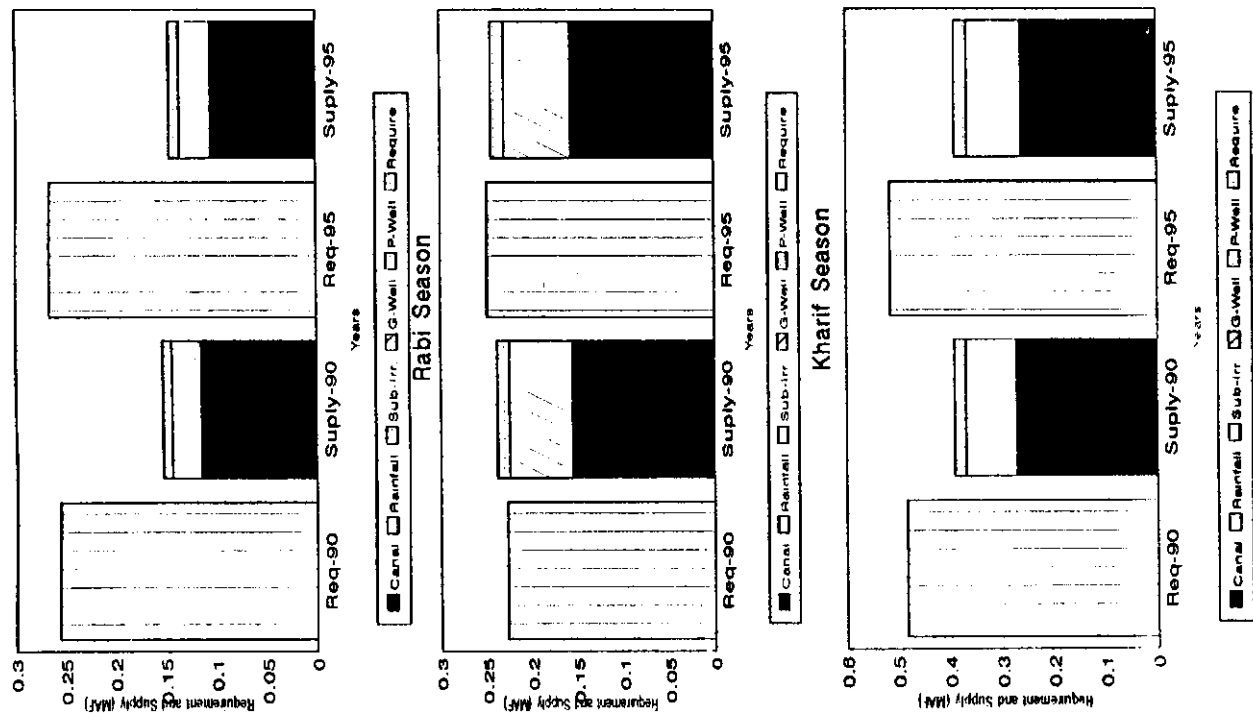 0.3
0.25
0.2
0.15
0.1
0.05
0
Requirement and Supply (MAF)
Req-90
Suply-90
Req-95
Suply-95
Years
Canal Rainfall Sub-Irr. G-Well P-Well Require
Rabi Season
0.3
0.25
0.2
0.15
0.1
0.05
0
Requirement and Supply (MAF)
Req-90
Suply-90
Req-95
Suply-95
Years
Canal Rainfall Sub-Irr. G-Well P-Well Require
Kharif Season
0.6
0.5
0.4
0.3
0.2
0.1
0
Requirement and Supply (MAF)
Req-90
Suply-90
Req-95
Suply-95
Years
Canal Rainfall Sub-Irr. G-Well P-Well Require